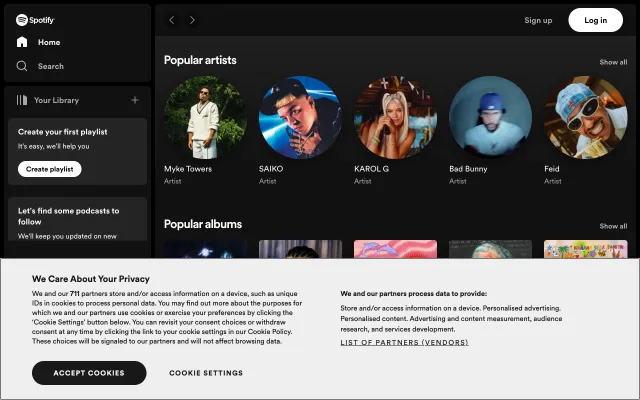 Spotify
Home
Search
Your Library
Create your first playlist
It's easy, we'll help you
Create playlist
Let's find some podcasts to
follow
We'll keep you updated on new
Sign up
Log in
Popular artists
Show all
Myke Towers
Artist
SAIKO
Artist
KAROL G
Artist
Bad Bunny
Artist
Feid
Artist
Popular albums
Show all
We Care About Your Privacy
We and our 711 partners store and/or access information on a device, such as unique
IDs in cookies to process personal data. You may find out more about the purposes for
which we and our partners use cookies or exercise your preferences by clicking the
'Cookie Settings' button below. You can revisit your consent choices or withdraw
consent at any time by clicking the link to your cookie settings in our Cookie Policy.
These choices will be signaled to our partners and will not affect browsing data.
We and our partners process data to provide:
Store and/or access information on a device. Personalised advertising.
Personalised content. Advertising and content measurement, audience
research, and services development.
LIST OF PARTNERS (VENDORS)
ACCEPT COOKIES
COOKIE SETTINGS